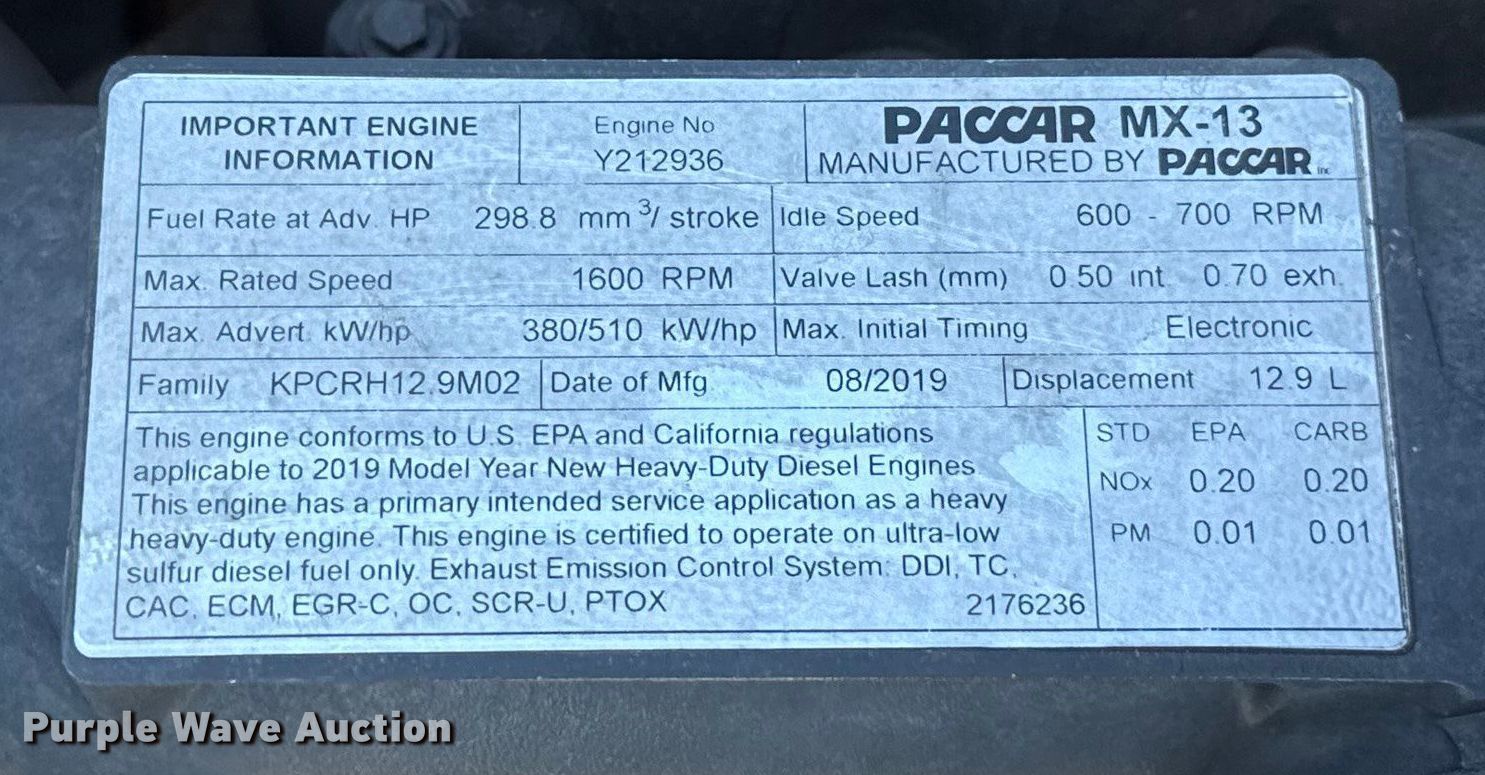 IMPORTANT ENGINE
INFORMATION
Engine No
Y212936
PACCAR MX-13
MANUFACTURED BY PACCAR Inc
Fuel Rate at Adv. HP 298.8 mm³/ stroke
Idle Speed 600 - 700 RPM
Max. Rated Speed 1600 RPM
Valve Lash (mm) 0.50 int 0.70 exh.
Max. Advert. kW/hp 380/510 kW/hp
Max. Initial Timing Electronic
Family KPCRH12.9M02
Date of Mfg. 08/2019
Displacement 12.9 L
This engine conforms to U.S. EPA and California regulations
applicable to 2019 Model Year New Heavy-Duty Diesel Engines
This engine has a primary intended service application as a heavy
heavy-duty engine. This engine is certified to operate on ultra-low
sulfur diesel fuel only. Exhaust Emission Control System: DDI, TC,
CAC, ECM, EGR-C, OC, SCR-U, PTOX 2176236
STD EPA CARB
NOx 0.20 0.20
PM 0.01 0.01
Purple Wave Auction